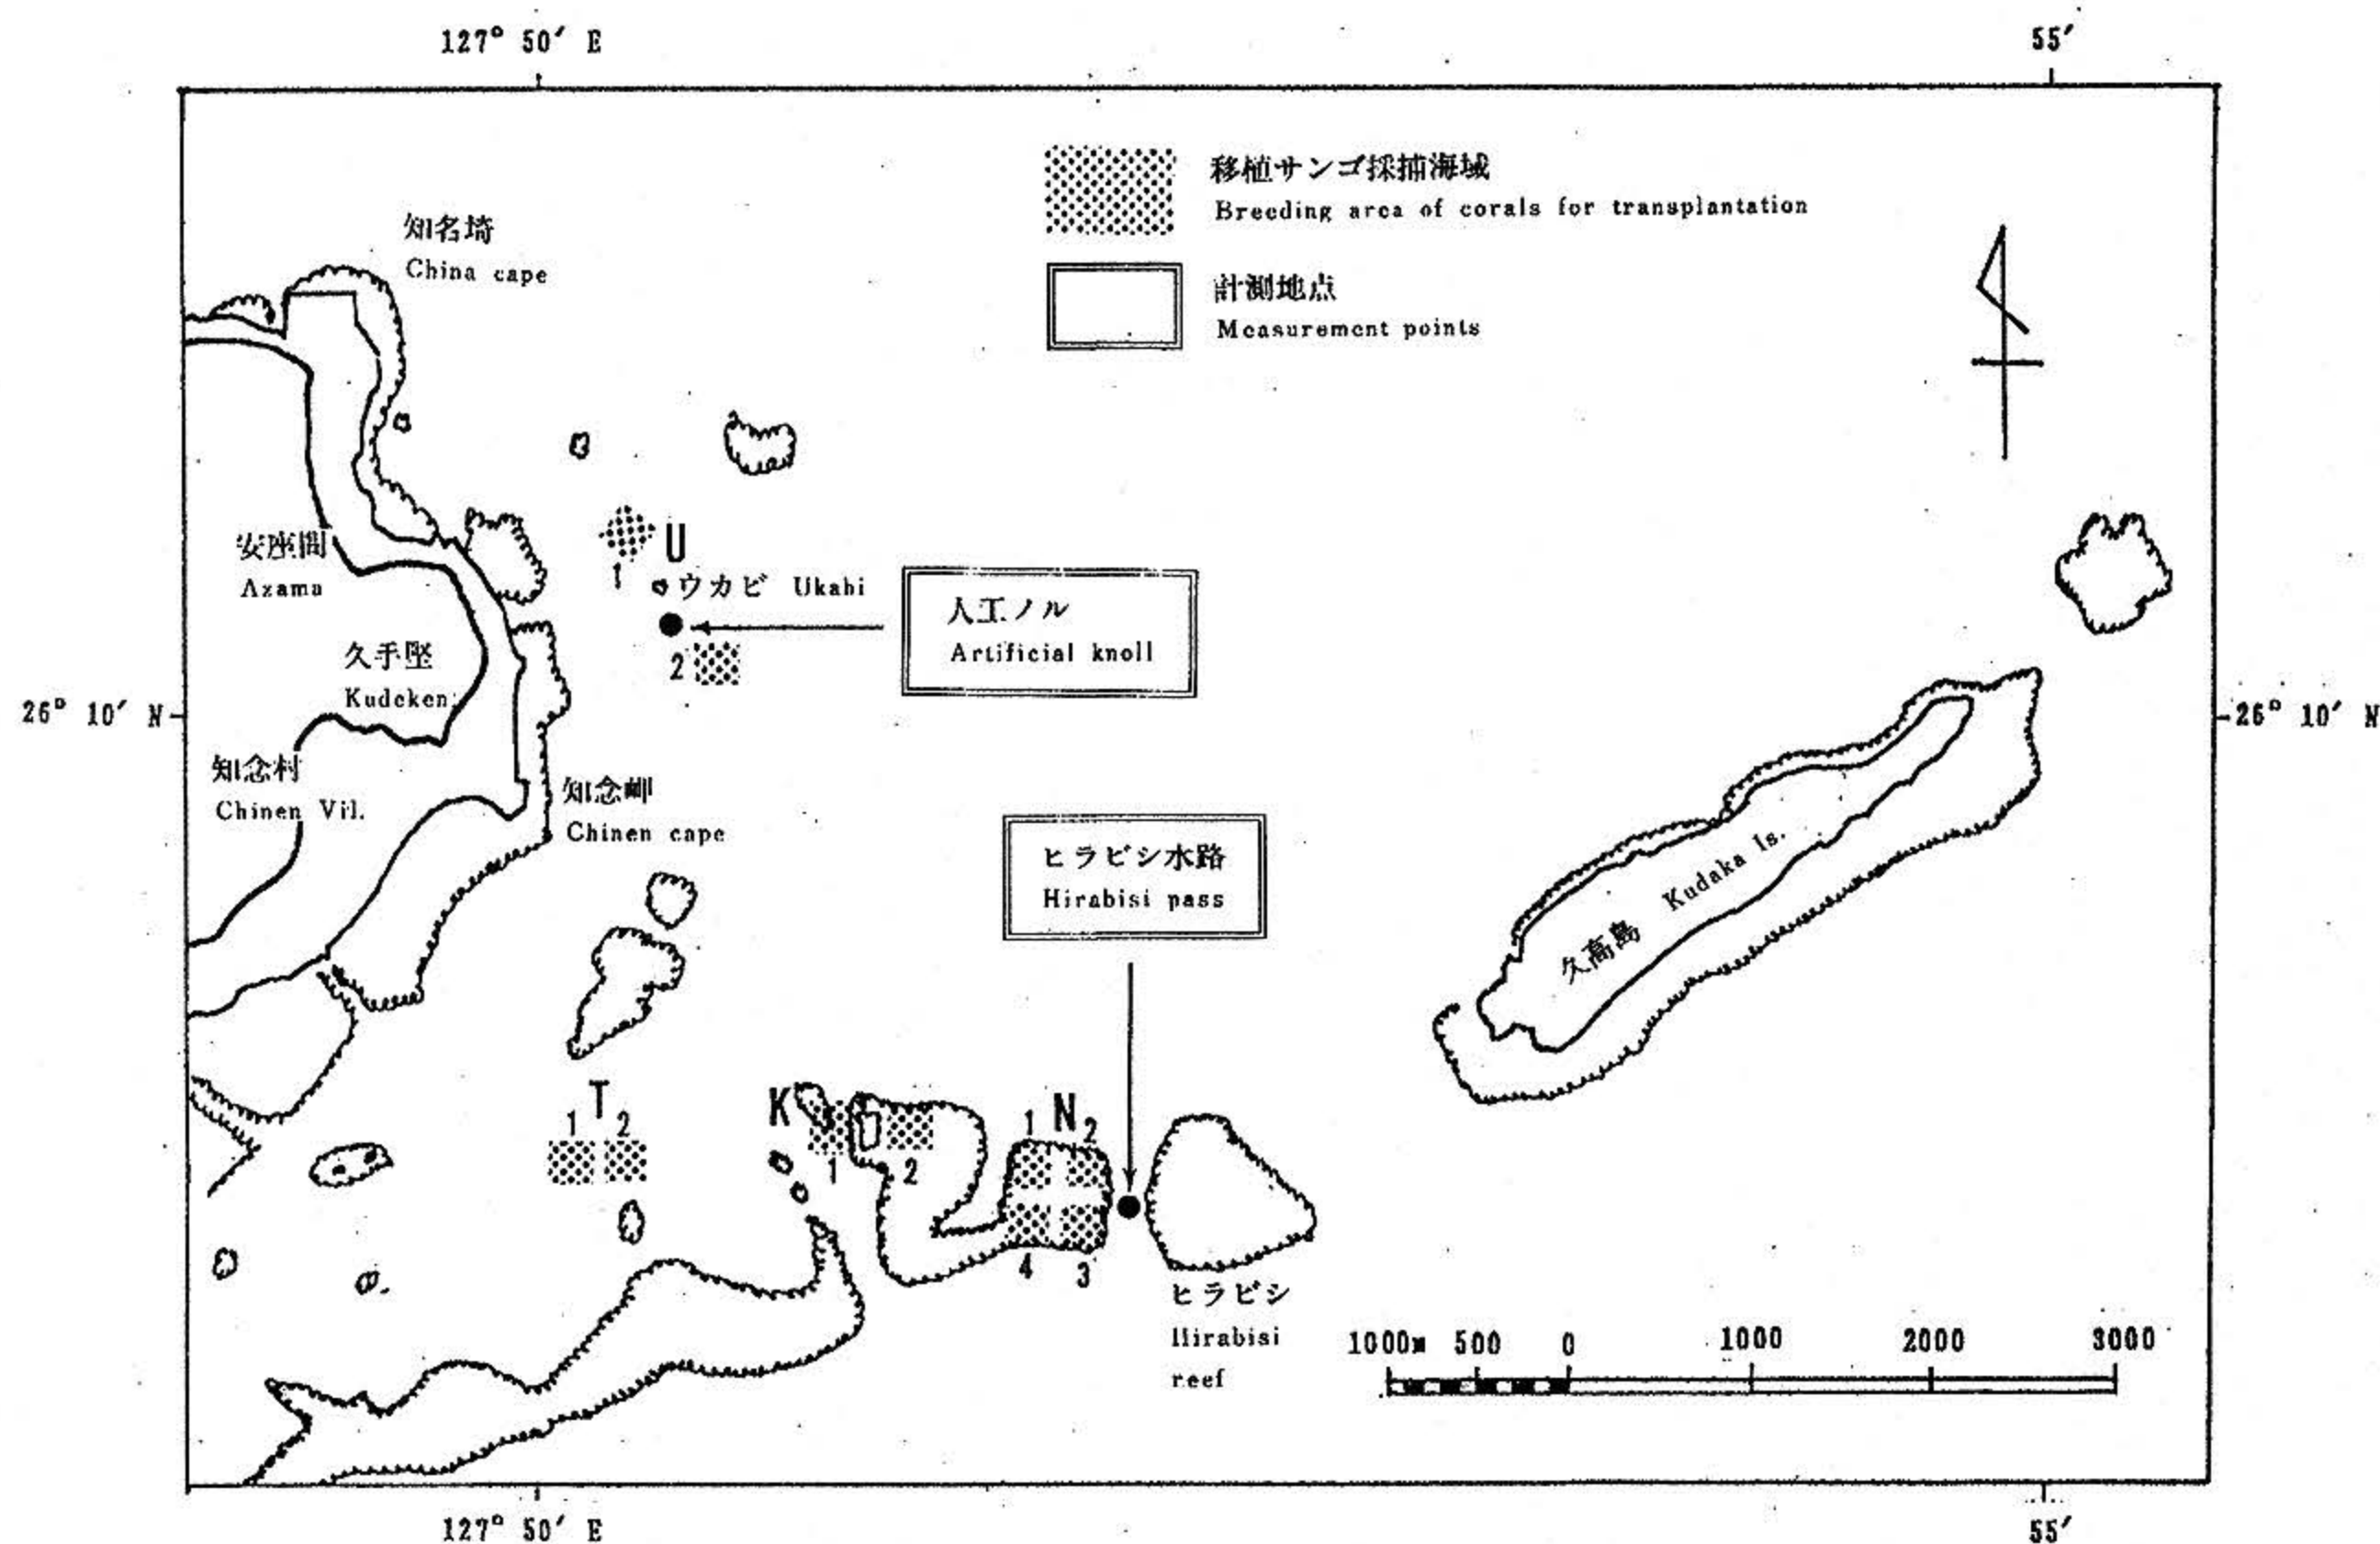 127° 50′ E
55′
移植サンゴ採捕海域
Breeding area of corals for transplantation
知名埼
China cape
計測地点
Measurement points
安座間
Azama
U
1
ウカビ Ukabi
人工ノル
Artificial knoll
2
久手堅
Kudeken
26° 10′ N
26° 10′ N
知念村
Chinen Vil.
知念岬
Chinen cape
ヒラビシ水路
Hirabisi pass
久高島 Kudaka Is.
T
1 2
K
1
2
N
1 2
4 3
ヒラビシ
Hirabisi
reef
1000м 500 0 1000 2000 3000
127° 50′ E
55′